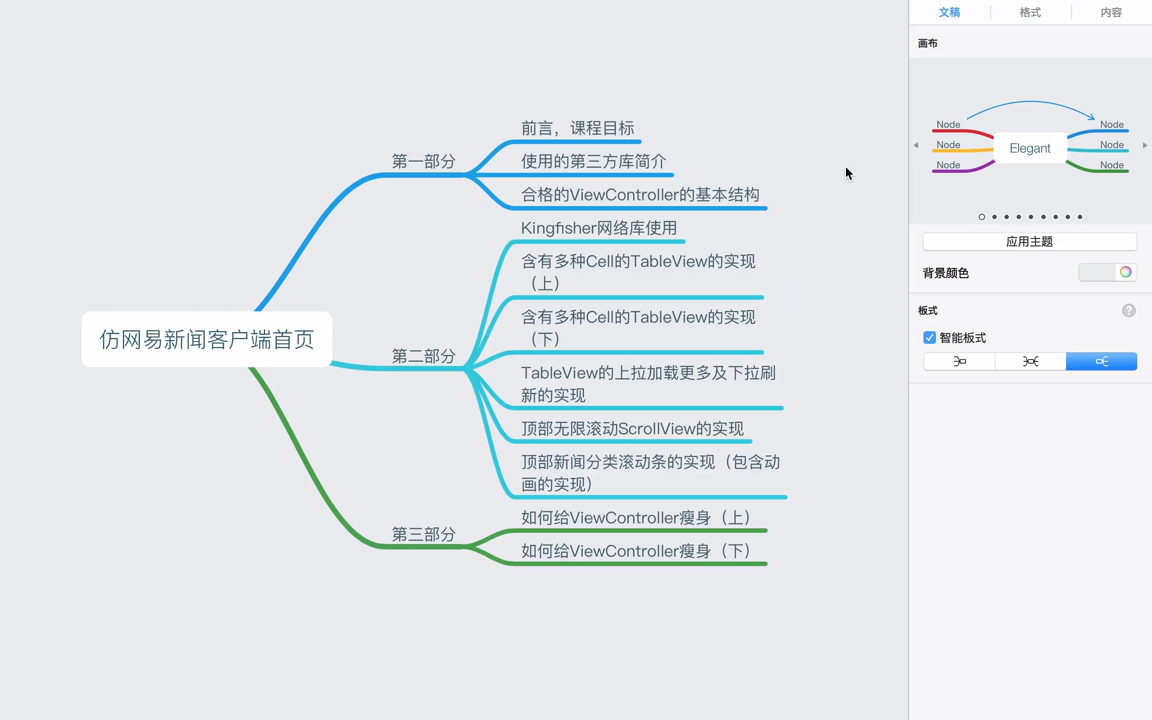 文稿
格式
内容
画布
Node
Node
Node
Elegant
Node
Node
Node
应用主题
背景颜色
板式
?
智能板式
仿网易新闻客户端首页
第一部分
前言，课程目标
使用的第三方库简介
合格的ViewController的基本结构
第二部分
Kingfisher网络库使用
含有多种Cell的TableView的实现
（上）
含有多种Cell的TableView的实现
（下）
TableView的上拉加载更多及下拉刷
新的实现
顶部无限滚动ScrollView的实现
顶部新闻分类滚动条的实现（包含动
画的实现）
第三部分
如何给ViewController瘦身（上）
如何给ViewController瘦身（下）